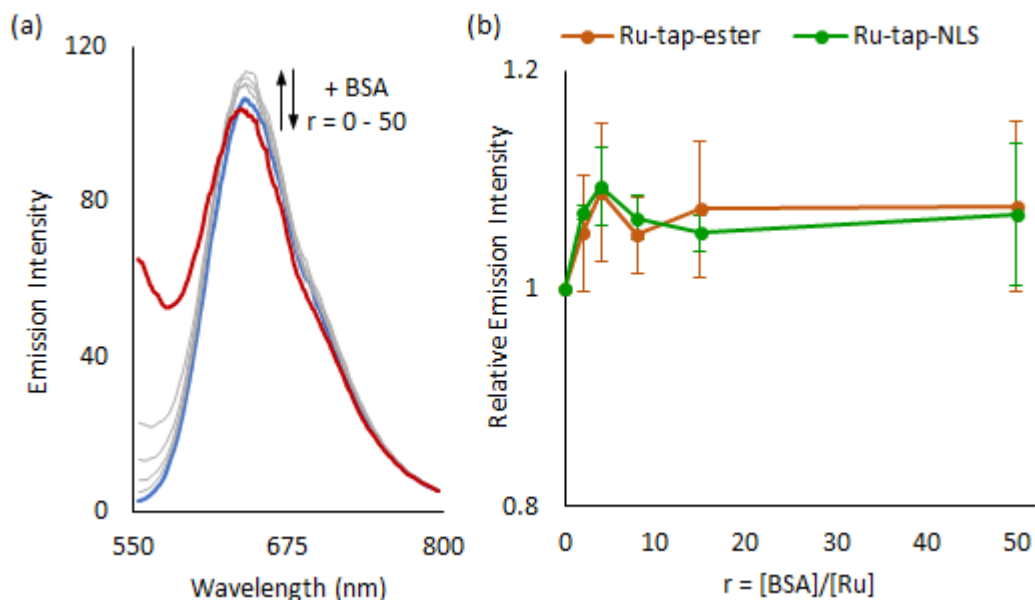 (a)
120
80
40
0
Emission Intensity
+ BSA
r = 0 - 50
550
675
800
Wavelength (nm)
(b)
Ru-tap-ester
Ru-tap-NLS
1.2
1
0.8
Relative Emission Intensity
0
10
20
30
40
50
r = [BSA]/[Ru]